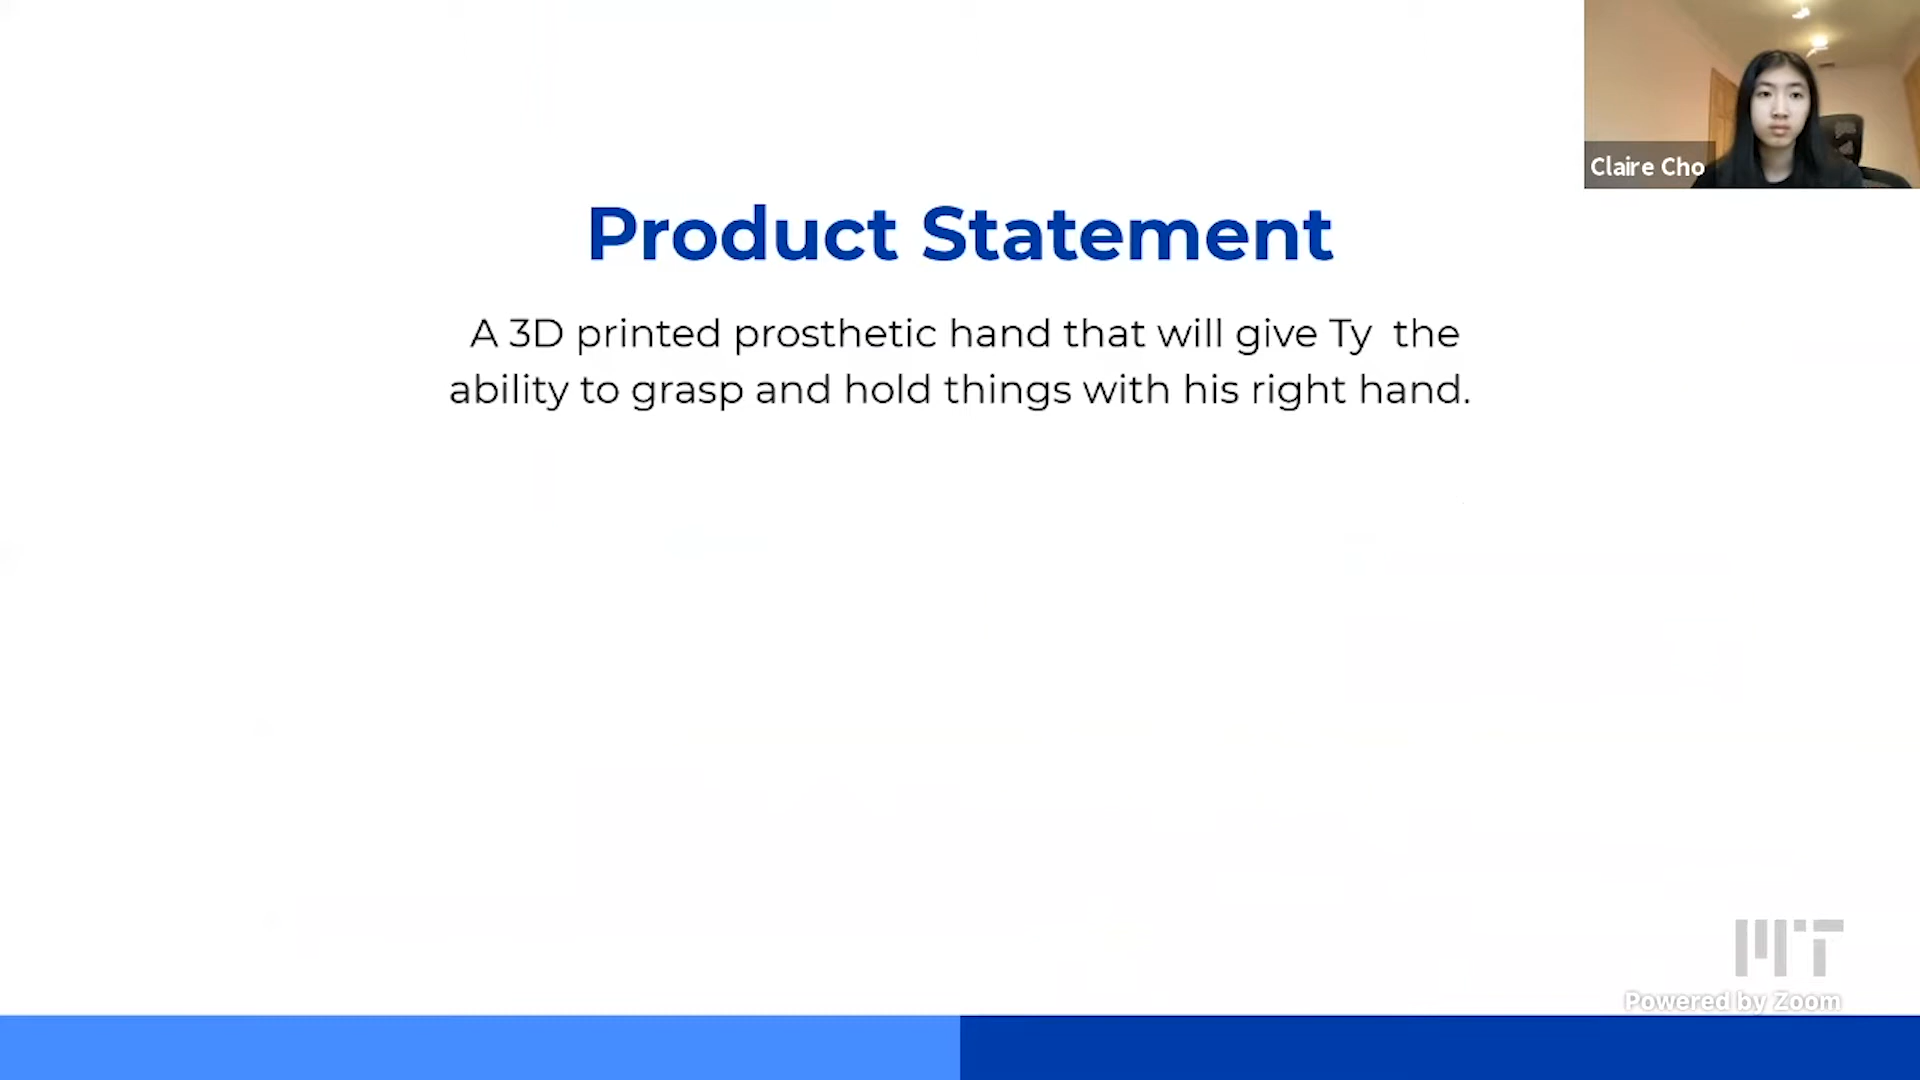 Claire Cho
Product Statement
A 3D printed prosthetic hand that will give Ty  the
ability to grasp and hold things with his right hand.
MIT
Powered by Zoom